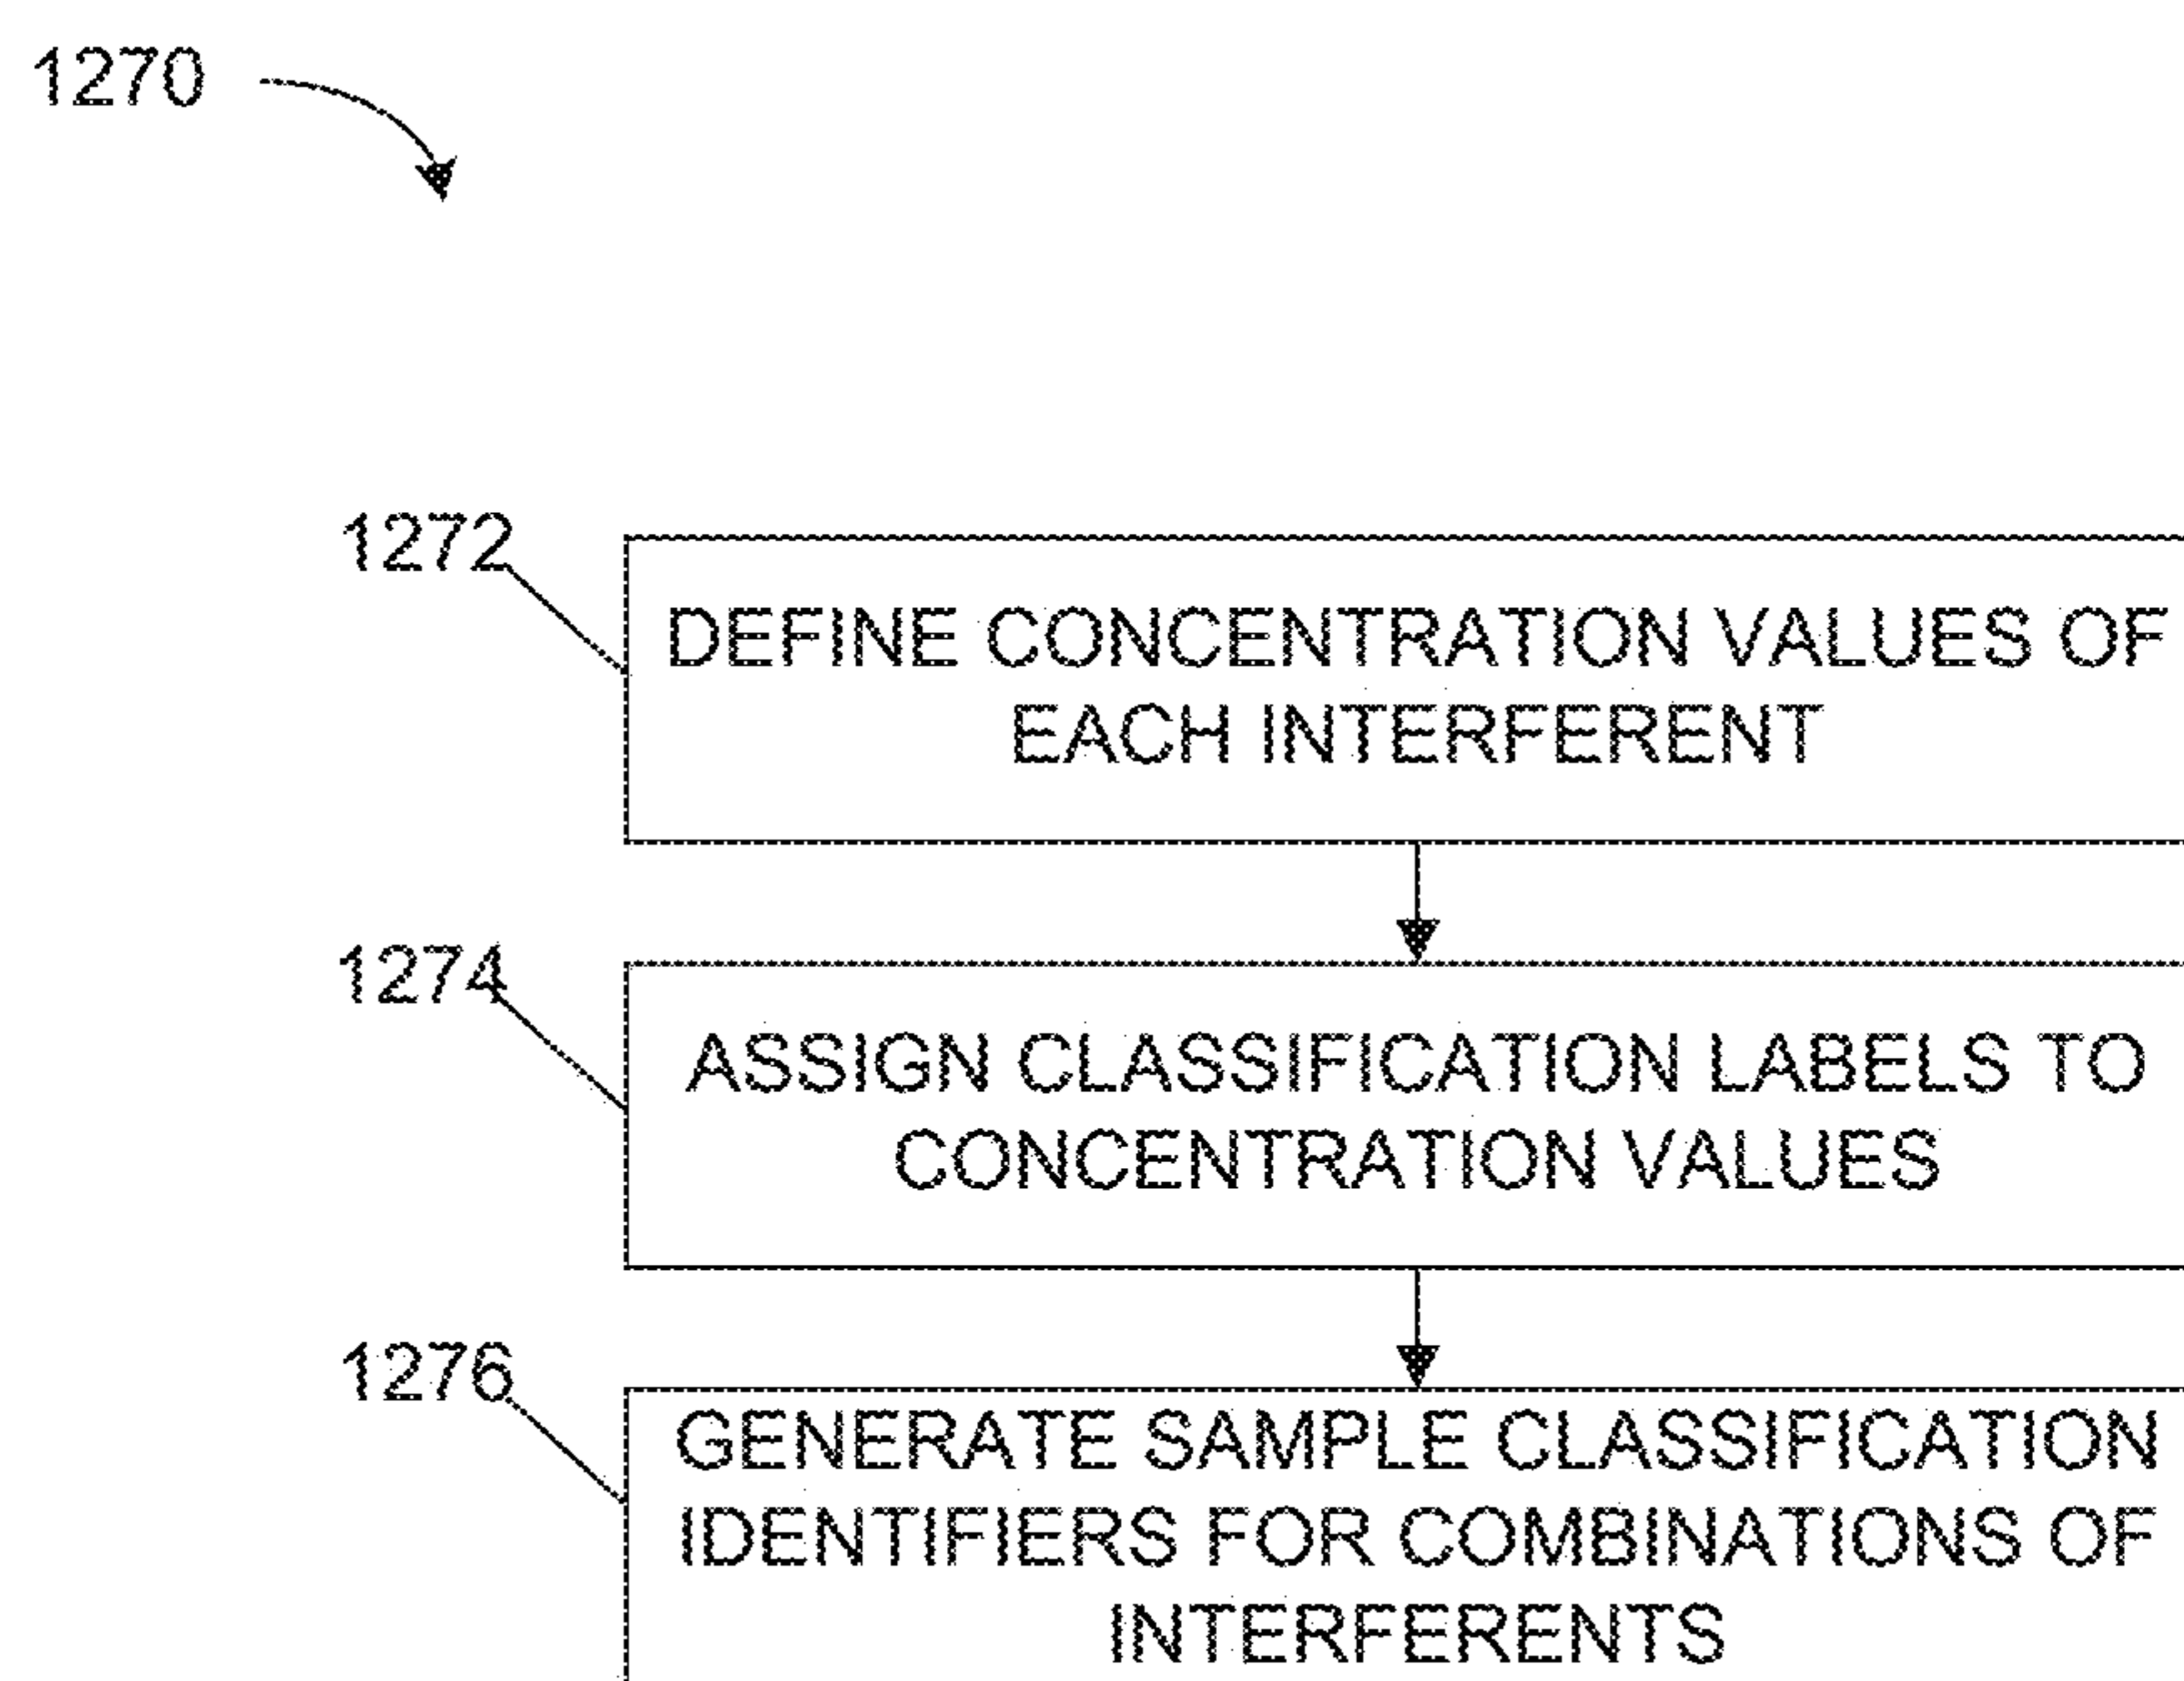 1270
1272
DEFINE CONCENTRATION VALUES OF
EACH INTERFERENT
1274
ASSIGN CLASSIFICATION LABELS TO
CONCENTRATION VALUES
1276
GENERATE SAMPLE CLASSIFICATION
IDENTIFIERS FOR COMBINATIONS OF
INTERFERENTS